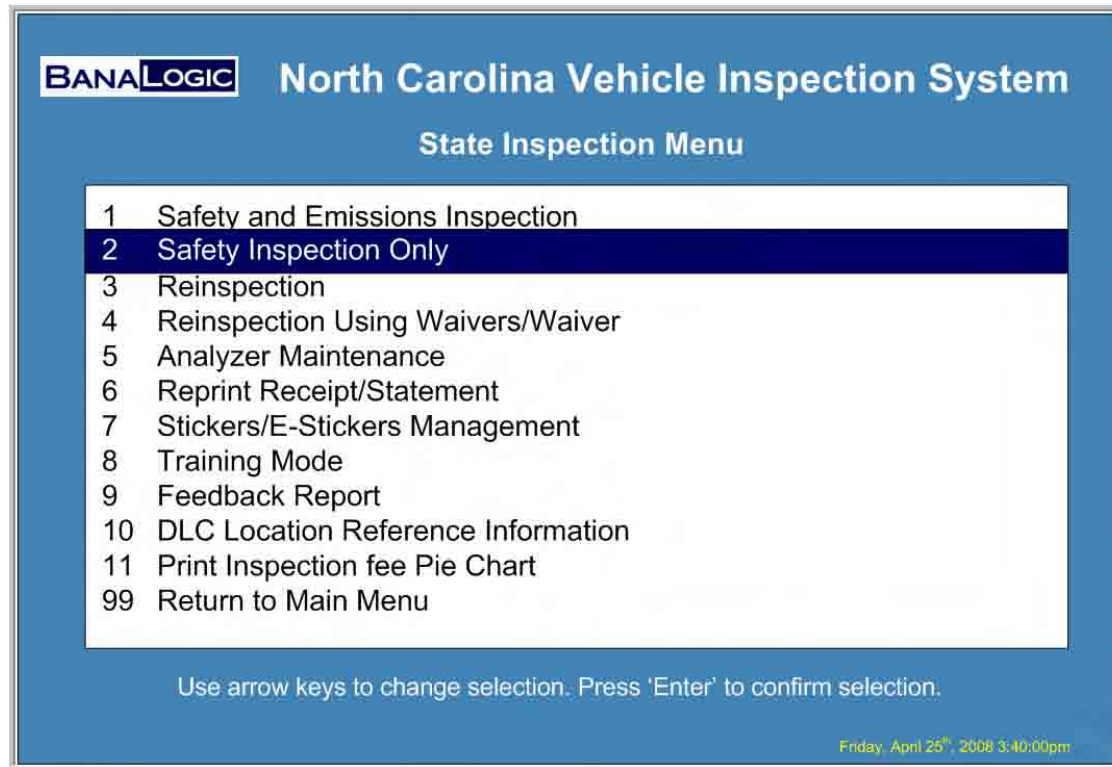 BANALOGIC North Carolina Vehicle Inspection System
State Inspection Menu
1 Safety and Emissions Inspection
2 Safety Inspection Only
3 Reinspection
4 Reinspection Using Waivers/Waiver
5 Analyzer Maintenance
6 Reprint Receipt/Statement
7 Stickers/E-Stickers Management
8 Training Mode
9 Feedback Report
10 DLC Location Reference Information
11 Print Inspection fee Pie Chart
99 Return to Main Menu
Use arrow keys to change selection. Press ‘Enter’ to confirm selection.
Friday, April 25th, 2008 3:40:00pm